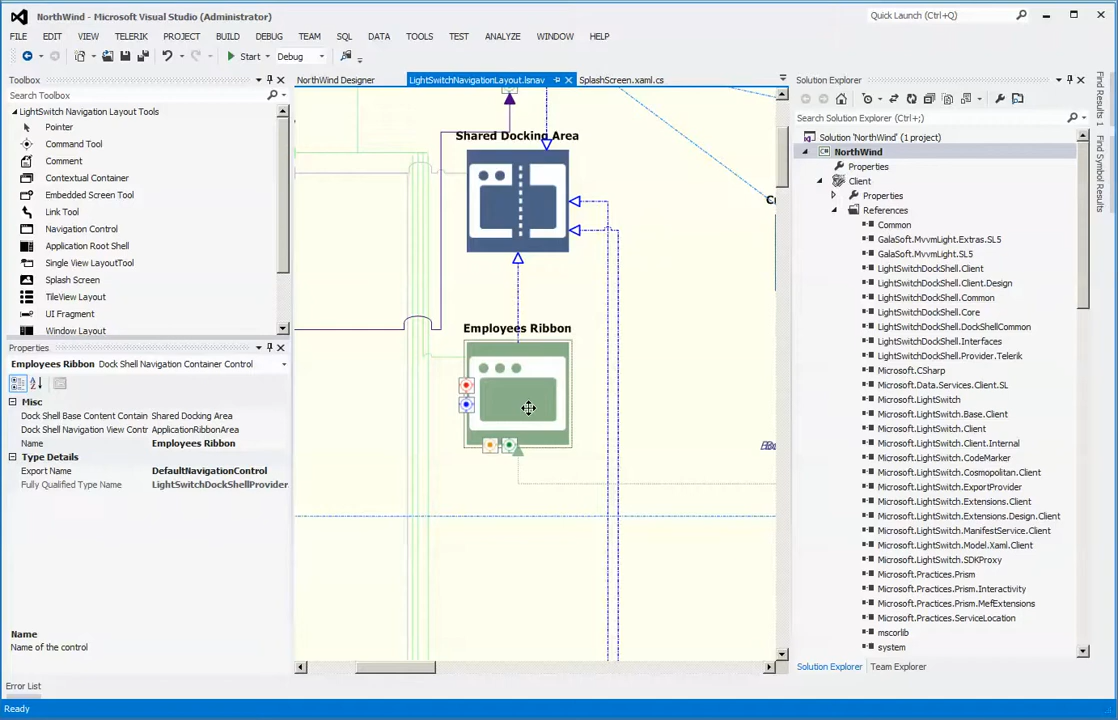 NorthWind - Microsoft Visual Studio (Administrator)
Quick Launch (Ctrl+Q)
FILE EDIT VIEW TELERIK PROJECT BUILD DEBUG TEAM SQL DATA TOOLS TEST ANALYZE WINDOW HELP
Start Debug
Toolbox
Search Toolbox
LightSwitch Navigation Layout Tools
Pointer
Command Tool
Comment
Contextual Container
Embedded Screen Tool
Link Tool
Navigation Control
Application Root Shell
Single View LayoutTool
Splash Screen
TileView Layout
UI Fragment
Window Layout
Properties
Employees Ribbon Dock Shell Navigation Container Control
Misc
Dock Shell Base Content Contain Shared Docking Area
Dock Shell Navigation View Contr ApplicationRibbonArea
Name Employees Ribbon
Type Details
Export Name DefaultNavigationControl
Fully Qualified Type Name LightSwitchDockShellProvider.
Name
Name of the control
Error List
Ready
NorthWind Designer LightSwitchNavigationLayout.lsnav SplashScreen.xaml.cs
Shared Docking Area
Employees Ribbon
Solution Explorer
Search Solution Explorer (Ctrl+;)
Solution 'NorthWind' (1 project)
NorthWind
Properties
Client
Properties
References
Common
GalaSoft.MvvmLight.Extras.SL5
GalaSoft.MvvmLight.SL5
LightSwitchDockShell.Client
LightSwitchDockShell.Client.Design
LightSwitchDockShell.Common
LightSwitchDockShell.Core
LightSwitchDockShell.DockShellCommon
LightSwitchDockShell.Interfaces
LightSwitchDockShell.Provider.Telerik
Microsoft.CSharp
Microsoft.Data.Services.Client.SL
Microsoft.LightSwitch
Microsoft.LightSwitch.Base.Client
Microsoft.LightSwitch.Client
Microsoft.LightSwitch.Client.Internal
Microsoft.LightSwitch.CodeMarker
Microsoft.LightSwitch.Cosmopolitan.Client
Microsoft.LightSwitch.ExportProvider
Microsoft.LightSwitch.Extensions.Client
Microsoft.LightSwitch.Extensions.Design.Client
Microsoft.LightSwitch.ManifestService.Client
Microsoft.LightSwitch.Model.Xaml.Client
Microsoft.LightSwitch.SDKProxy
Microsoft.Practices.Prism
Microsoft.Practices.Prism.Interactivity
Microsoft.Practices.Prism.MefExtensions
Microsoft.Practices.ServiceLocation
mscorlib
system
Solution Explorer Team Explorer
Find Results 1
Find Symbol Results